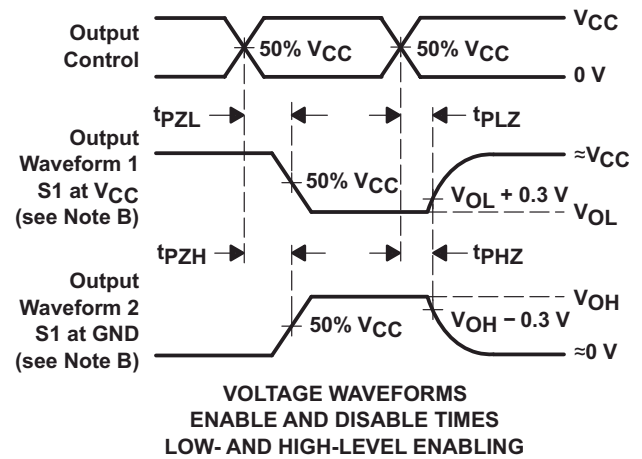 Output
Control
50% VCC
50% VCC
VCC
0 V
tPZL
tPLZ
Output
Waveform 1
S1 at VCC
(see Note B)
50% VCC
≈VCC
VOL + 0.3 V
VOL
tPZH
tPHZ
Output
Waveform 2
S1 at GND
(see Note B)
50% VCC
VOH
VOH − 0.3 V
≈0 V
VOLTAGE WAVEFORMS
ENABLE AND DISABLE TIMES
LOW- AND HIGH-LEVEL ENABLING